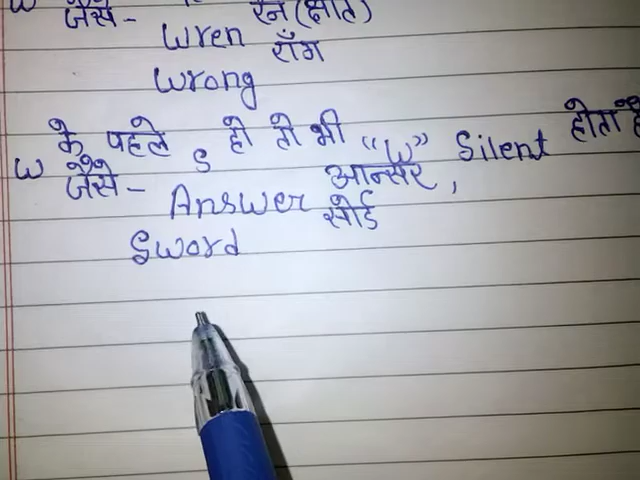 जैसे-
Wren
Wrong रॉंग
W के पहले S हो तो भी "W" Silent होता है
जैसे- Answer आन्सर,
Sword सोर्ड